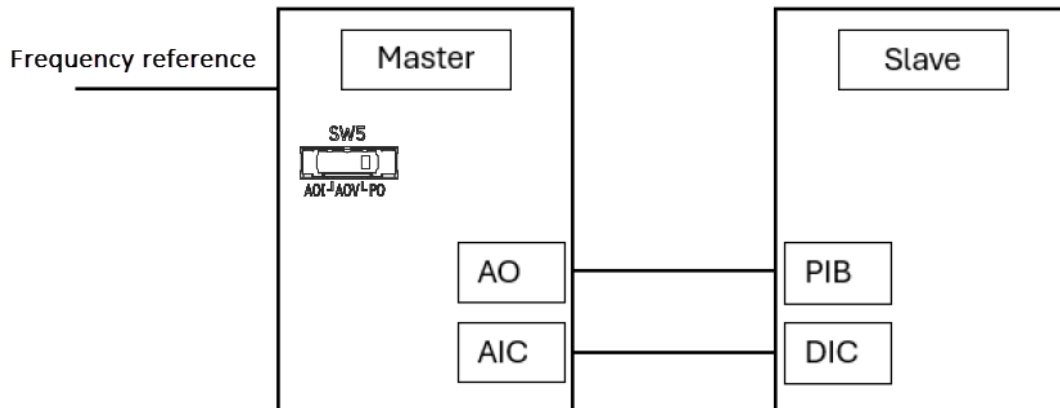 Frequency reference
Master
Slave
SW5
AOI AOV PO
AO
PIB
AIC
DIC